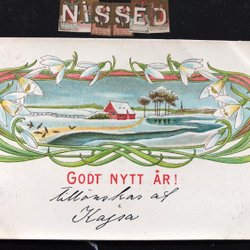 NISSED
GODT NYTT ÅR!
tillönskas af
Kajsa